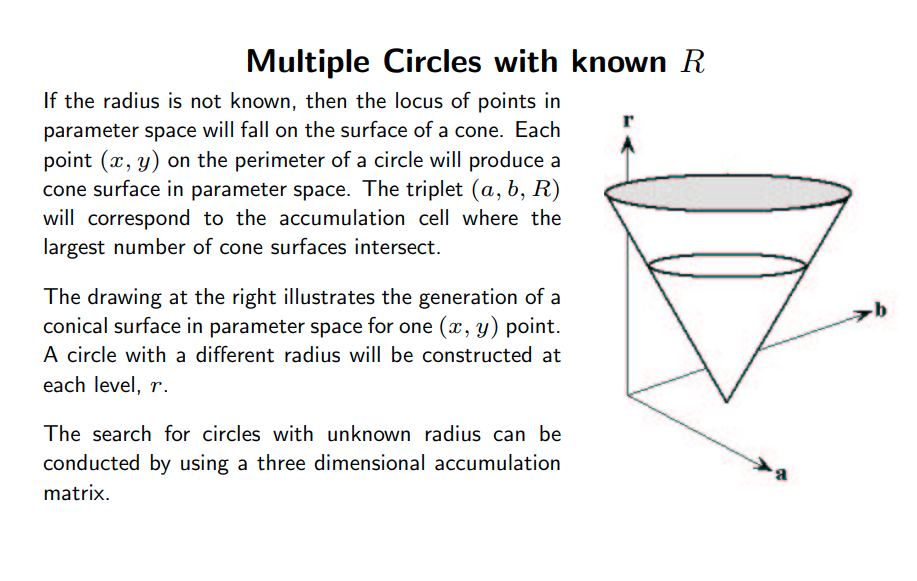 Multiple Circles with known R
If the radius is not known, then the locus of points in
parameter space will fall on the surface of a cone. Each
point (x, y) on the perimeter of a circle will produce a
cone surface in parameter space. The triplet (a, b, R)
will correspond to the accumulation cell where the
largest number of cone surfaces intersect.
The drawing at the right illustrates the generation of a
conical surface in parameter space for one (x, y) point.
A circle with a different radius will be constructed at
each level, r.
The search for circles with unknown radius can be
conducted by using a three dimensional accumulation
matrix.
r
b
a